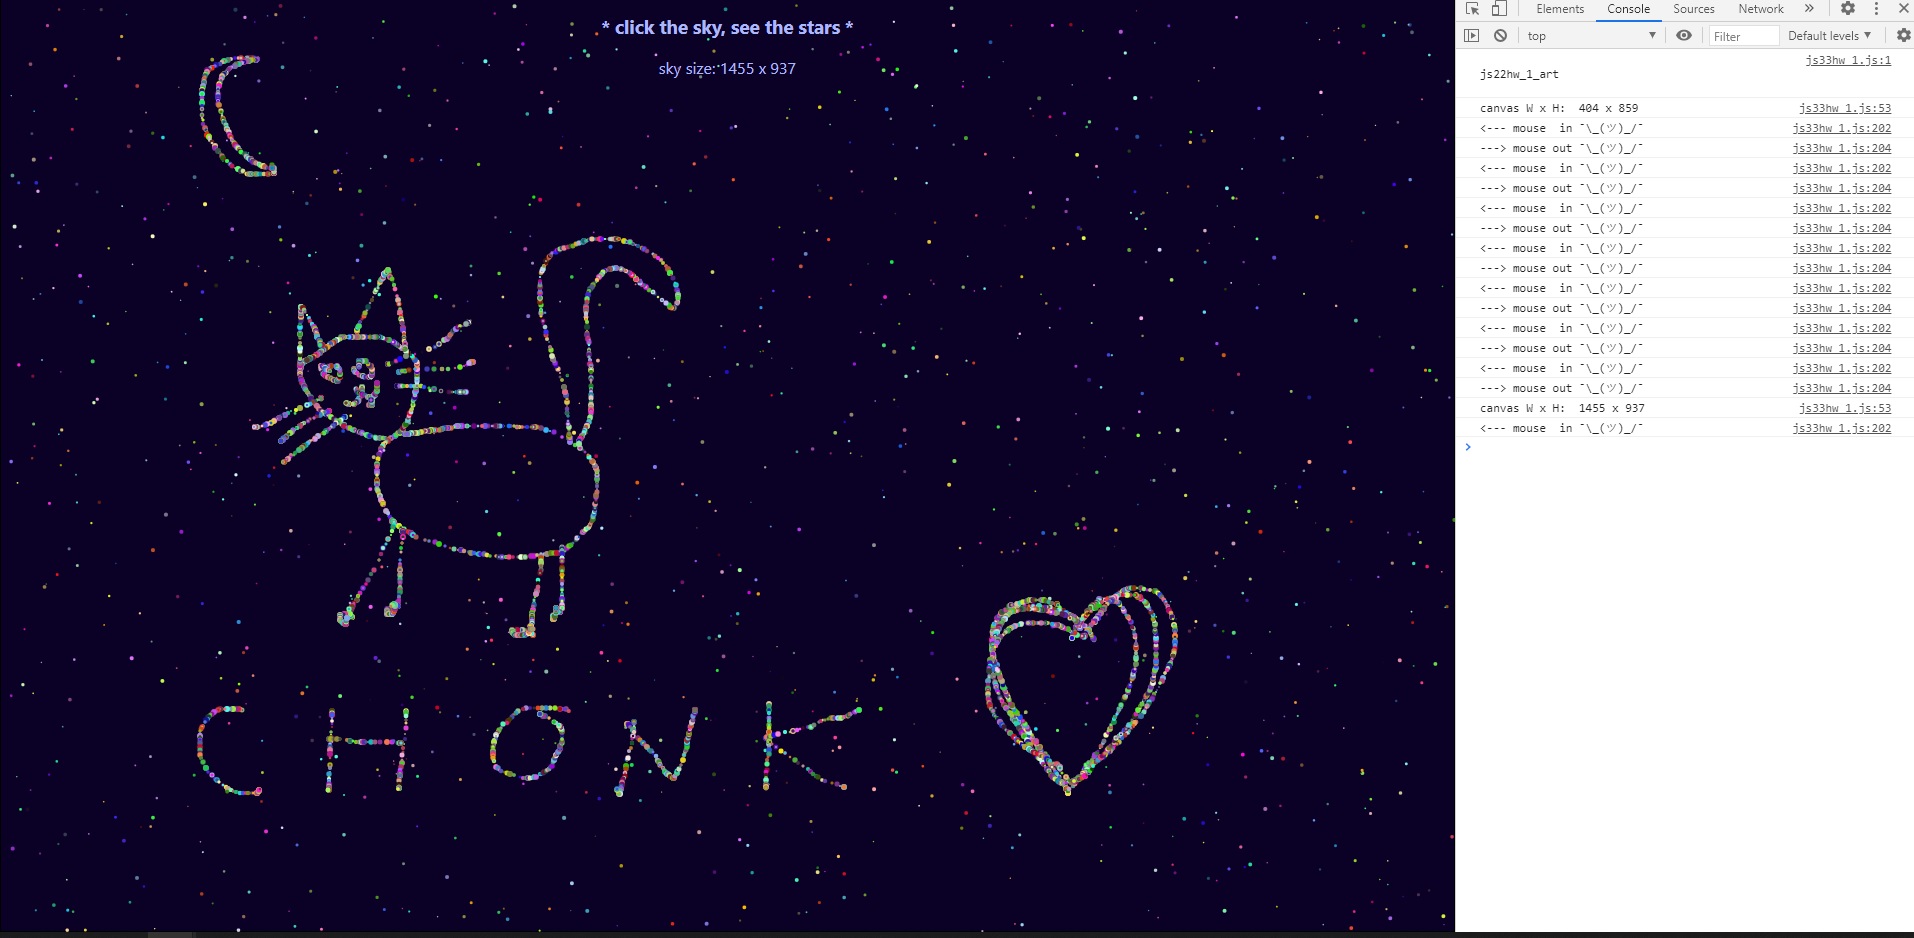 * click the sky, see the stars *
sky size: 1455 x 937
C H O N K
Elements Console Sources Network »
top Filter Default levels
js33hw_1.js:1
js22hw_1_art
canvas W x H:  404 x 859 js33hw_1.js:53
<--- mouse  in ¯\_(ツ)_/¯ js33hw_1.js:202
---> mouse out ¯\_(ツ)_/¯ js33hw_1.js:204
<--- mouse  in ¯\_(ツ)_/¯ js33hw_1.js:202
---> mouse out ¯\_(ツ)_/¯ js33hw_1.js:204
<--- mouse  in ¯\_(ツ)_/¯ js33hw_1.js:202
---> mouse out ¯\_(ツ)_/¯ js33hw_1.js:204
<--- mouse  in ¯\_(ツ)_/¯ js33hw_1.js:202
---> mouse out ¯\_(ツ)_/¯ js33hw_1.js:204
<--- mouse  in ¯\_(ツ)_/¯ js33hw_1.js:202
---> mouse out ¯\_(ツ)_/¯ js33hw_1.js:204
<--- mouse  in ¯\_(ツ)_/¯ js33hw_1.js:202
---> mouse out ¯\_(ツ)_/¯ js33hw_1.js:204
<--- mouse  in ¯\_(ツ)_/¯ js33hw_1.js:202
---> mouse out ¯\_(ツ)_/¯ js33hw_1.js:204
canvas W x H:  1455 x 937 js33hw_1.js:53
<--- mouse  in ¯\_(ツ)_/¯ js33hw_1.js:202